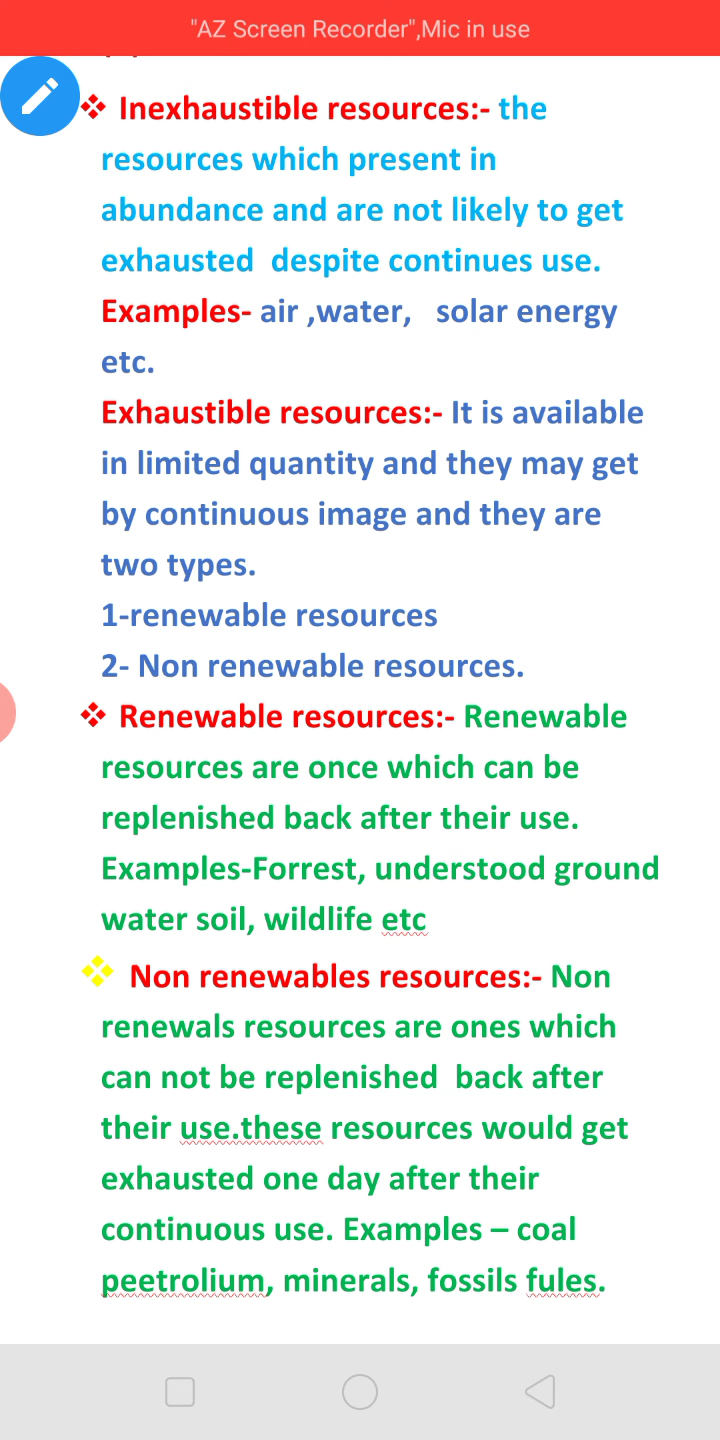 "AZ Screen Recorder",Mic in use
❖ Inexhaustible resources:- the
resources which present in
abundance and are not likely to get
exhausted  despite continues use.
Examples- air ,water,   solar energy
etc.
Exhaustible resources:- It is available
in limited quantity and they may get
by continuous image and they are
two types.
1-renewable resources
2- Non renewable resources.
❖ Renewable resources:- Renewable
resources are once which can be
replenished back after their use.
Examples-Forrest, understood ground
water soil, wildlife etc
❖ Non renewables resources:- Non
renewals resources are ones which
can not be replenished  back after
their use.these resources would get
exhausted one day after their
continuous use. Examples – coal
peetrolium, minerals, fossils fules.